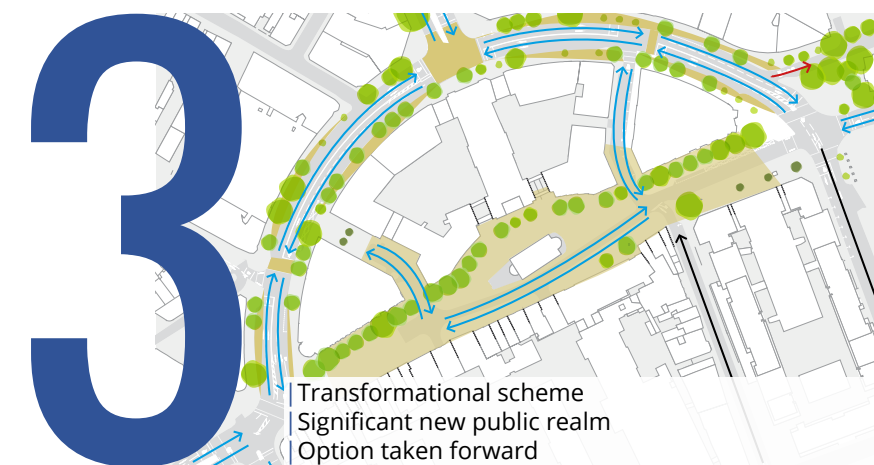 3
Transformational scheme
Significant new public realm
Option taken forward